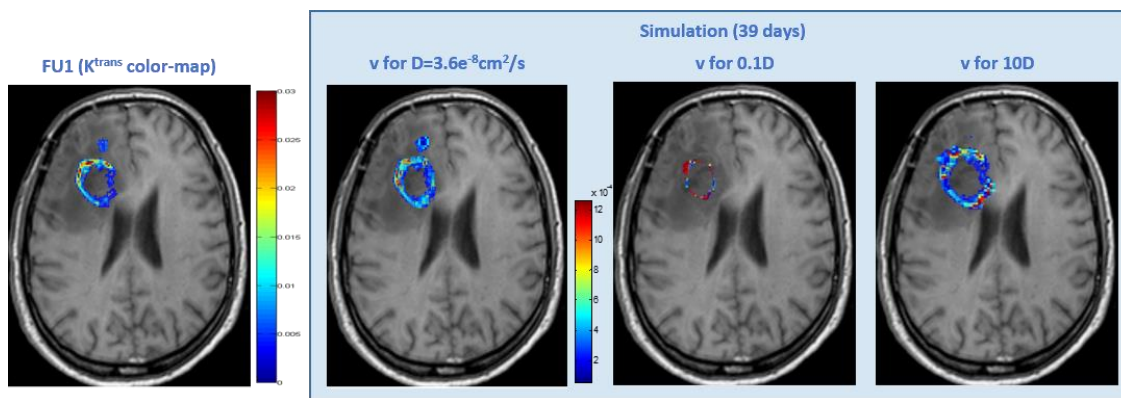 Simulation (39 days)
FU1 (Kᵗʳᵃⁿˢ color-map)
v for D=3.6e⁻⁸cm²/s
v for 0.1D
v for 10D
0.03
0.025
0.02
0.015
0.01
0.005
0
× 10⁻⁴
12
10
8
6
4
2